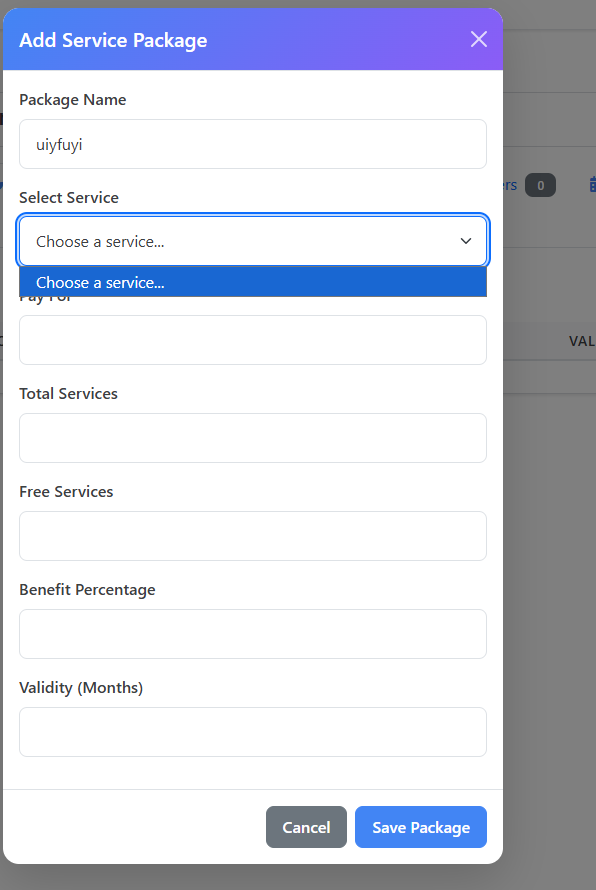 Add Service Package
Package Name
uiyfuyi
Select Service
Choose a service...
Choose a service...
Pay For
Total Services
Free Services
Benefit Percentage
Validity (Months)
Cancel
Save Package
rs 0
VAL